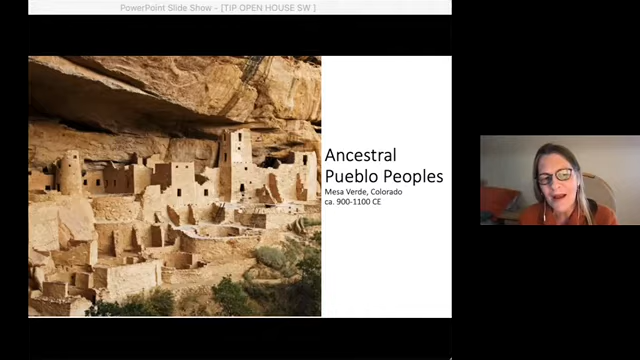 PowerPoint Slide Show - [TIP OPEN HOUSE SW ]
Ancestral
Pueblo Peoples
Mesa Verde, Colorado
ca. 900-1100 CE